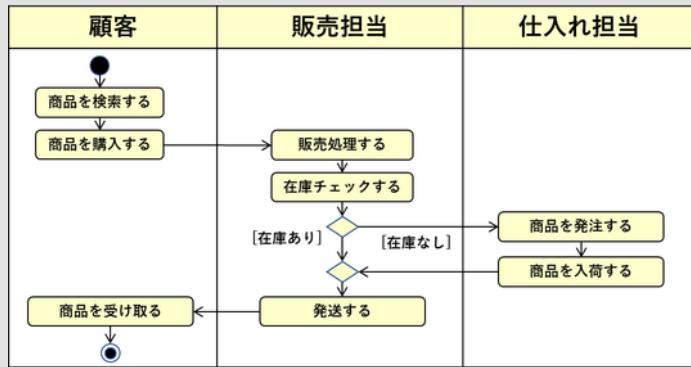 顧客
販売担当
仕入れ担当
商品を検索する
商品を購入する
販売処理する
在庫チェックする
[在庫あり]
[在庫なし]
商品を発注する
商品を入荷する
商品を受け取る
発送する